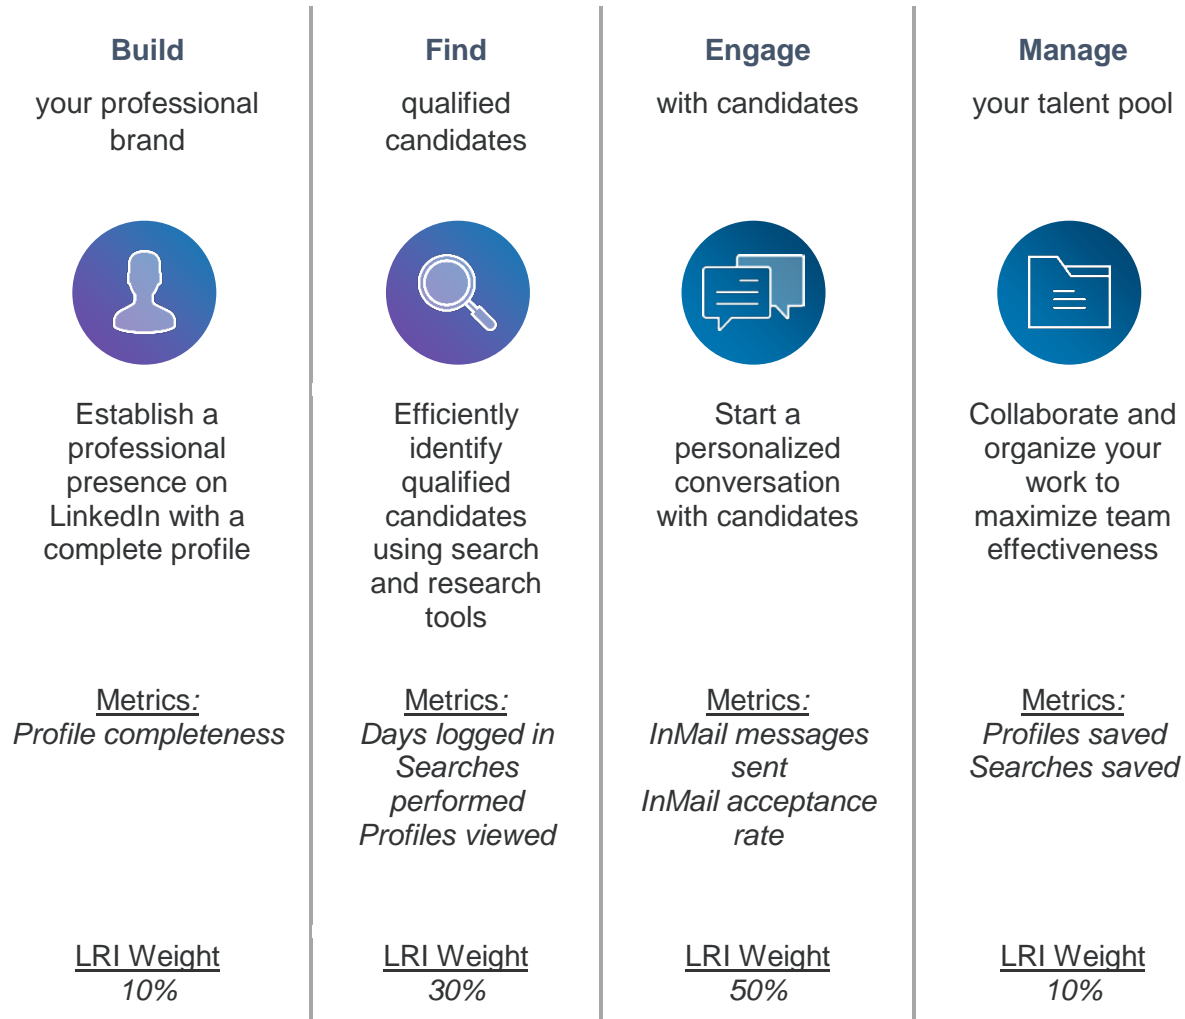 Build
your professional
brand
Establish a
professional
presence on
LinkedIn with a
complete profile
Metrics:
Profile completeness
LRI Weight
10%
Find
qualified
candidates
Efficiently
identify
qualified
candidates
using search
and research
tools
Metrics:
Days logged in
Searches
performed
Profiles viewed
LRI Weight
30%
Engage
with candidates
Start a
personalized
conversation
with candidates
Metrics:
InMail messages
sent
InMail acceptance
rate
LRI Weight
50%
Manage
your talent pool
Collaborate and
organize your
work to
maximize team
effectiveness
Metrics:
Profiles saved
Searches saved
LRI Weight
10%